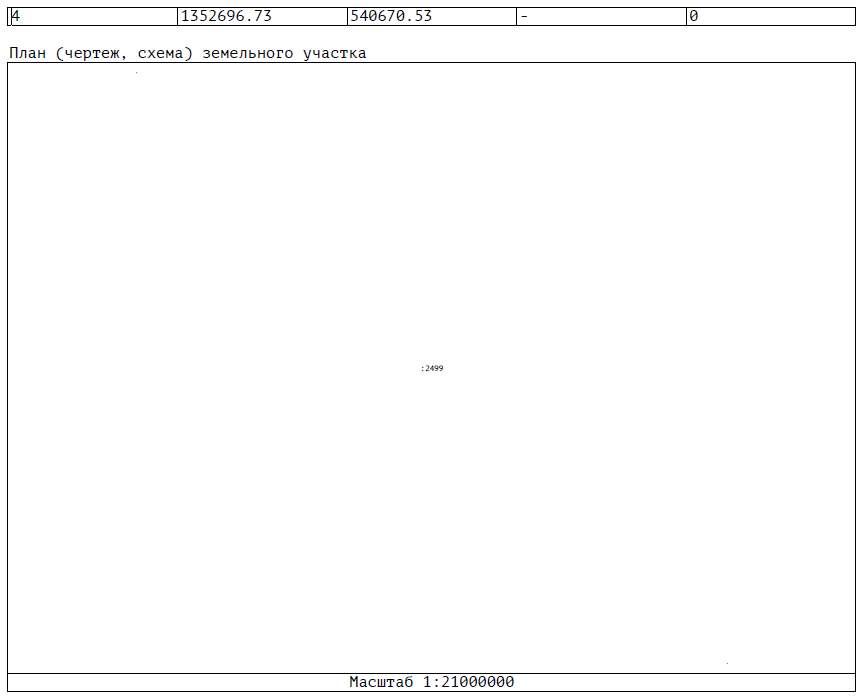 4 1352696.73 540670.53 - 0
План (чертеж, схема) земельного участка
:2499
Масштаб 1:21000000